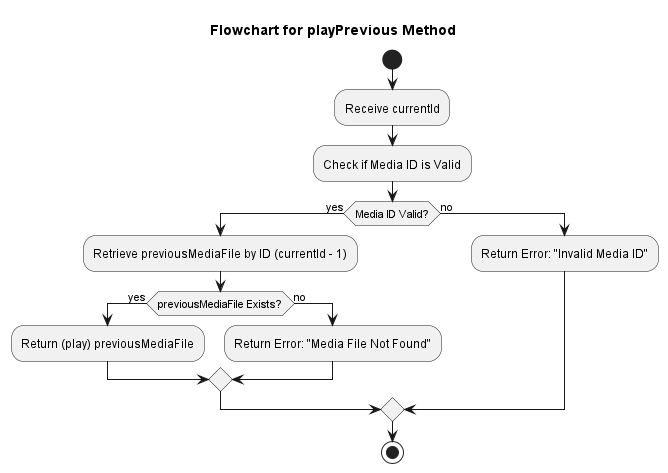 Flowchart for playPrevious Method
Receive currentId
Check if Media ID is Valid
Media ID Valid?
yes
no
Retrieve previousMediaFile by ID (currentId - 1)
Return Error: "Invalid Media ID"
previousMediaFile Exists?
yes
no
Return (play) previousMediaFile
Return Error: "Media File Not Found"